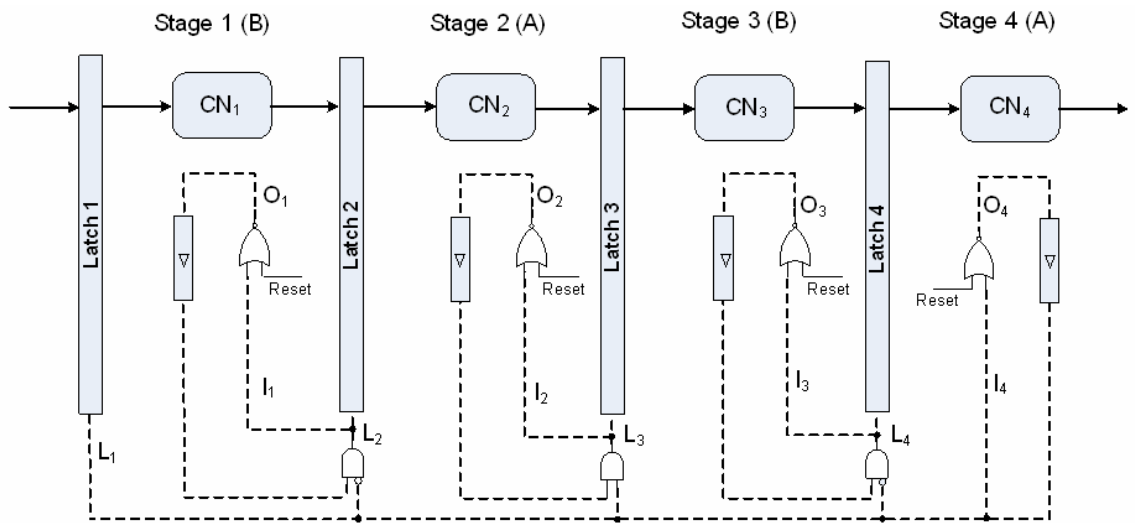 Stage 1 (B)
Stage 2 (A)
Stage 3 (B)
Stage 4 (A)
CN₁
CN₂
CN₃
CN₄
Latch 1
Latch 2
Latch 3
Latch 4
O₁
O₂
O₃
O₄
Reset
Reset
Reset
Reset
I₁
I₂
I₃
I₄
L₁
L₂
L₃
L₄